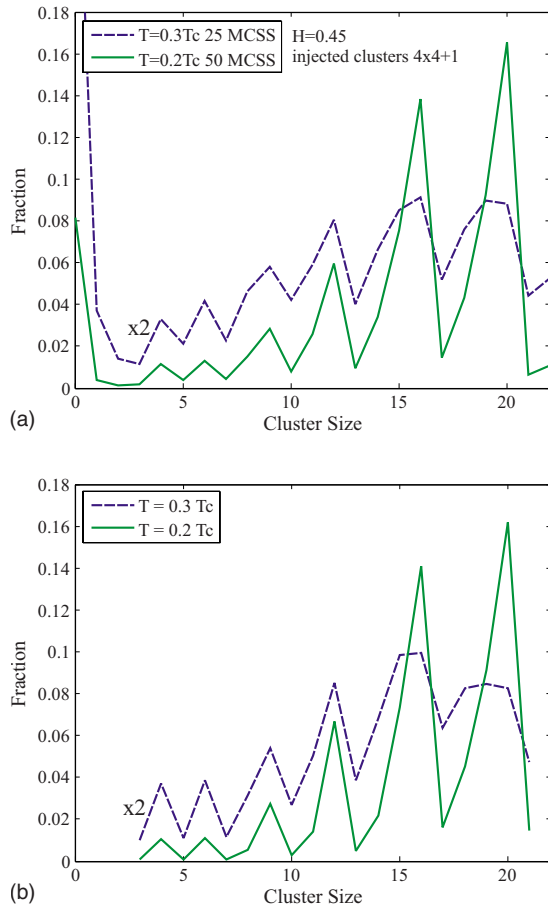 0.18
0.16
0.14
0.12
0.1
0.08
0.06
0.04
0.02
0
Fraction
T=0.3Tc 25 MCSS
T=0.2Tc 50 MCSS
H=0.45
injected clusters 4x4+1
x2
0 5 10 15 20
Cluster Size
(a)
0.18
0.16
0.14
0.12
0.1
0.08
0.06
0.04
0.02
0
Fraction
T = 0.3 Tc
T = 0.2 Tc
x2
0 5 10 15 20
Cluster Size
(b)